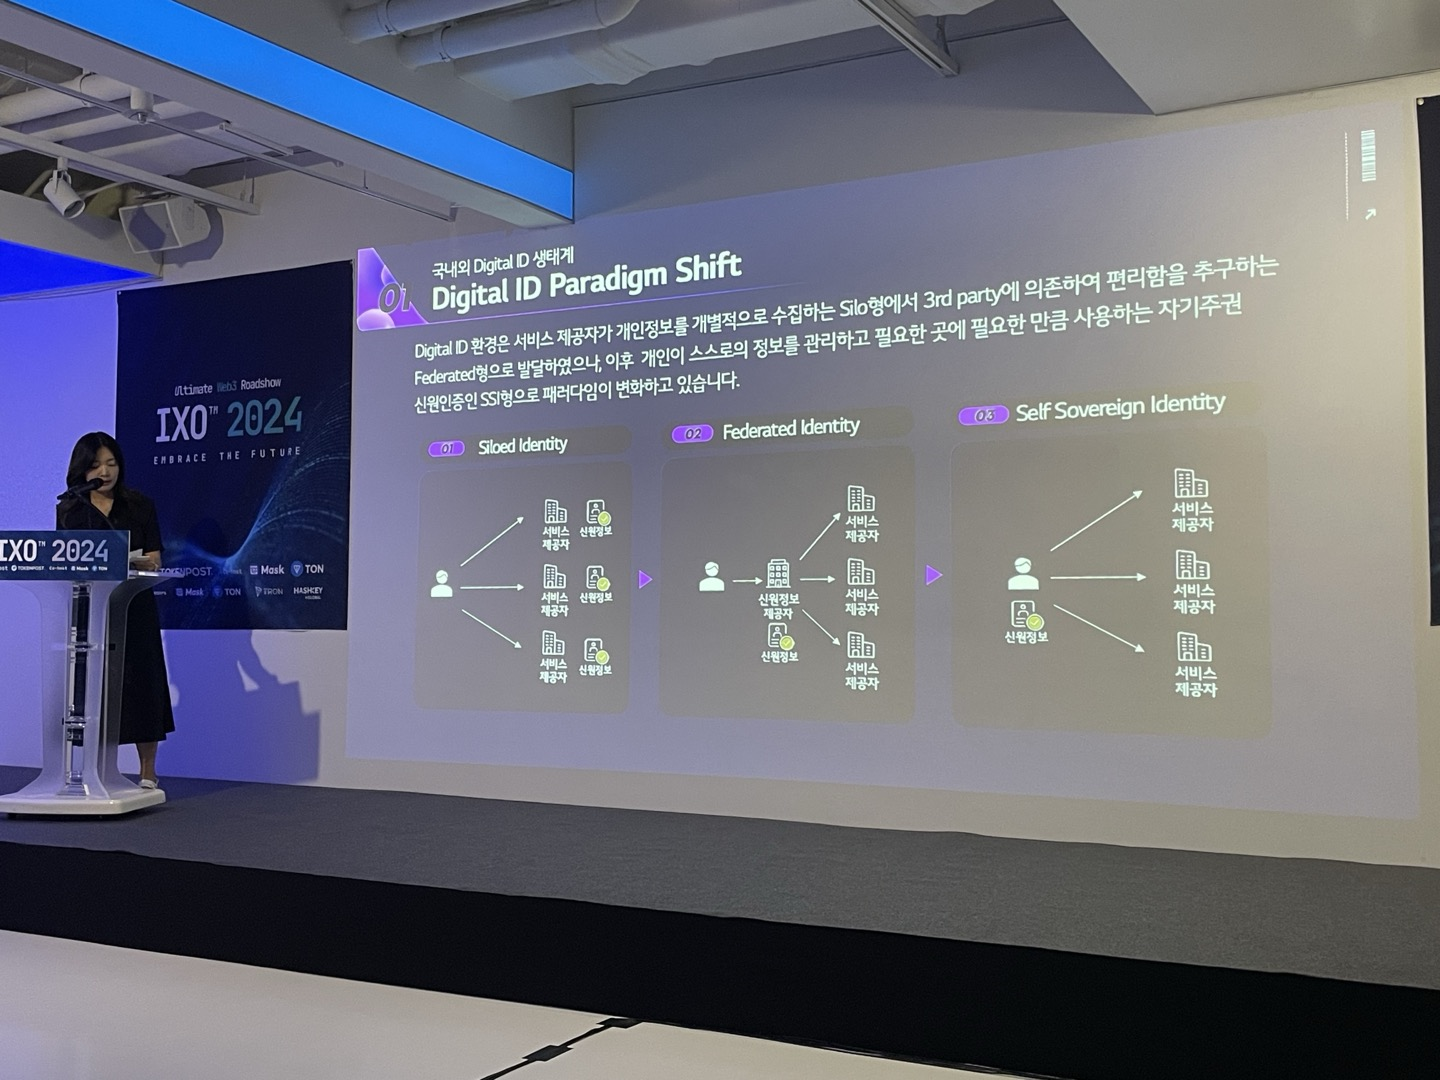 국내외 Digital ID 생태계
01
Digital ID Paradigm Shift
Digital ID 환경은 서비스 제공자가 개인정보를 개별적으로 수집하는 Silo형에서 3rd party에 의존하여 편리함을 추구하는
Federated형으로 발달하였으나, 이후 개인이 스스로의 정보를 관리하고 필요한 곳에 필요한 만큼 사용하는 자기주권
신원인증인 SSI형으로 패러다임이 변화하고 있습니다.
01 Siloed Identity
서비스
제공자
신원정보
서비스
제공자
신원정보
서비스
제공자
신원정보
02 Federated Identity
신원정보
제공자
신원정보
서비스
제공자
서비스
제공자
서비스
제공자
03 Self Sovereign Identity
신원정보
서비스
제공자
서비스
제공자
서비스
제공자
Ultimate Web3 Roadshow
IXO™ 2024
EMBRACE THE FUTURE
TOKENPOST Mask TON
Mask TON TRON HASHKEY
IXO™ 2024
TOKENPOST Mask TON